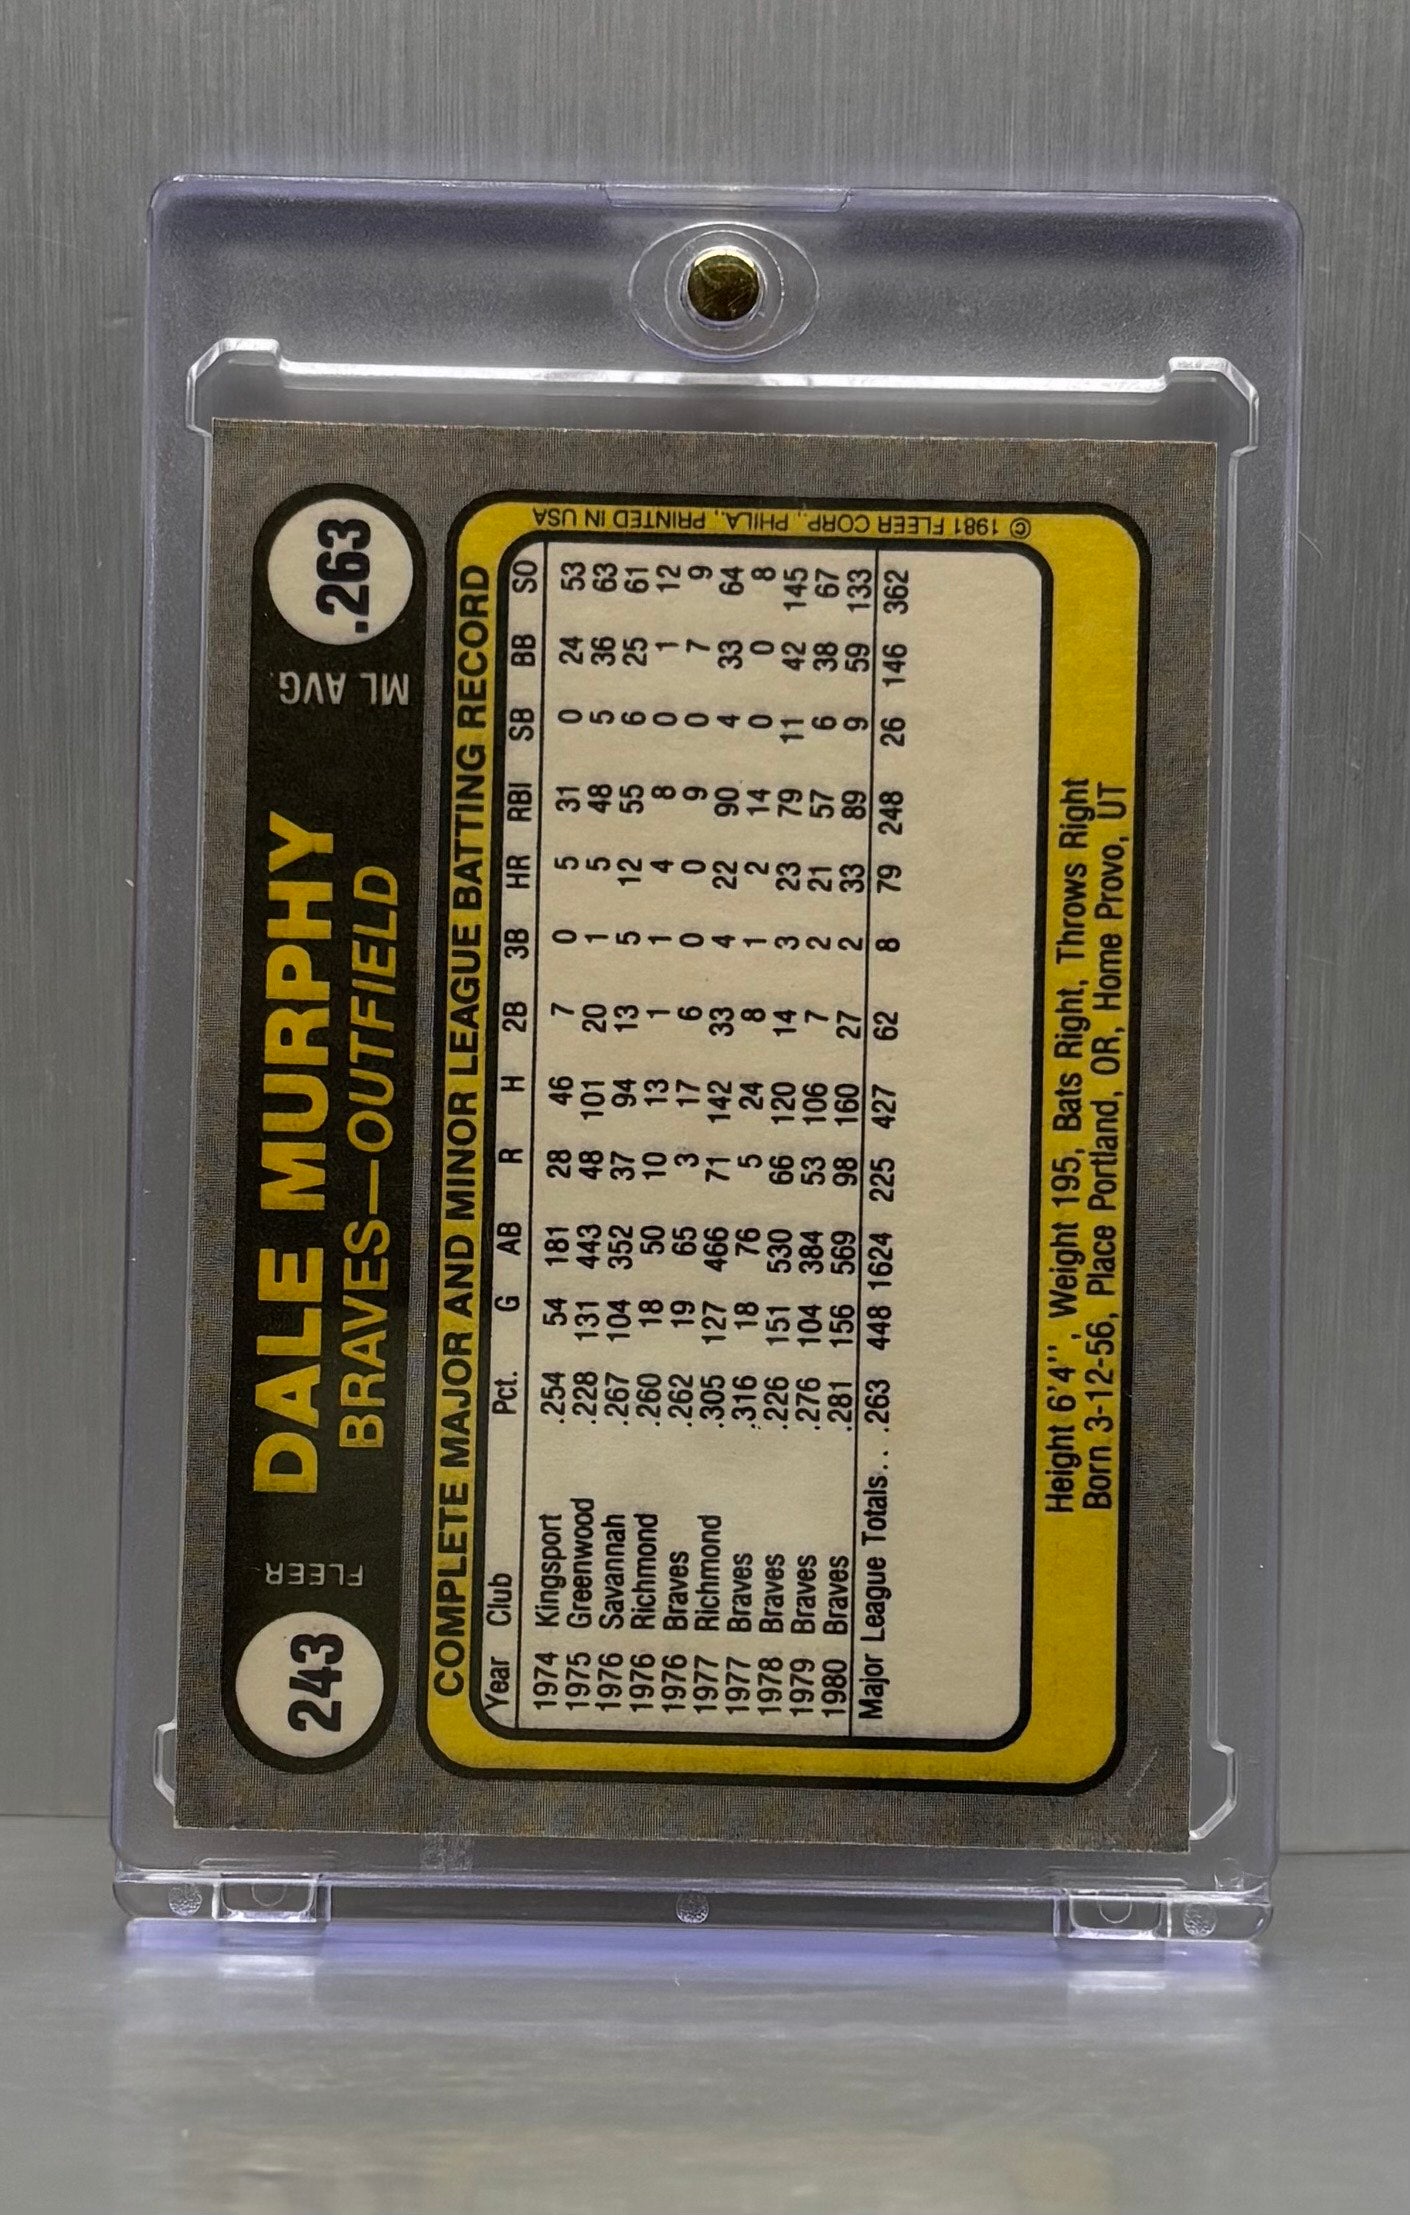 243
FLEER
DALE MURPHY
BRAVES—OUTFIELD
ML AVG.
.263
COMPLETE MAJOR AND MINOR LEAGUE BATTING RECORD
Year Club Pct. G AB R H 2B 3B HR RBI SB BB SO
1974 Kingsport .254 54 181 28 46 7 0 5 31 0 24 53
1975 Greenwood .228 131 443 48 101 20 1 5 48 5 36 63
1976 Savannah .267 104 352 37 94 13 5 12 55 6 25 61
1976 Richmond .260 18 50 10 13 1 1 4 8 0 1 12
1976 Braves .262 19 65 3 17 6 0 0 9 0 7 9
1977 Richmond .305 127 466 71 142 33 4 22 90 4 33 64
1977 Braves .316 18 76 5 24 8 1 2 14 0 0 8
1978 Braves .226 151 530 66 120 14 3 23 79 11 42 145
1979 Braves .276 104 384 53 106 7 2 21 57 6 38 67
1980 Braves .281 156 569 98 160 27 2 33 89 9 59 133
Major League Totals... .263 448 1624 225 427 62 8 79 248 26 146 362
Height 6'4'', Weight 195, Bats Right, Throws Right
Born 3-12-56, Place Portland, OR, Home Provo, UT
© 1981 FLEER CORP., PHILA., PRINTED IN USA